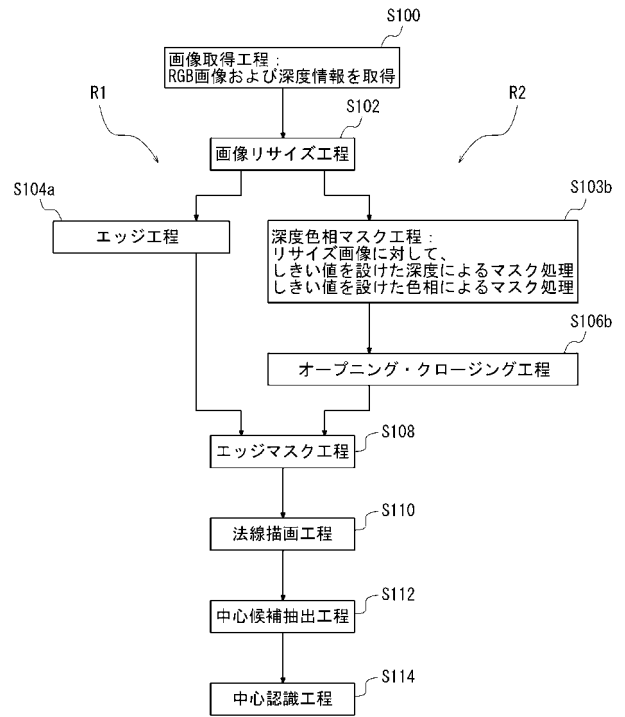 S100
画像取得工程：
RGB画像および深度情報を取得
R1
R2
S102
画像リサイズ工程
S104a
エッジ工程
S103b
深度色相マスク工程：
リサイズ画像に対して、
しきい値を設けた深度によるマスク処理
しきい値を設けた色相によるマスク処理
S106b
オープニング・クロージング工程
S108
エッジマスク工程
S110
法線描画工程
S112
中心候補抽出工程
S114
中心認識工程